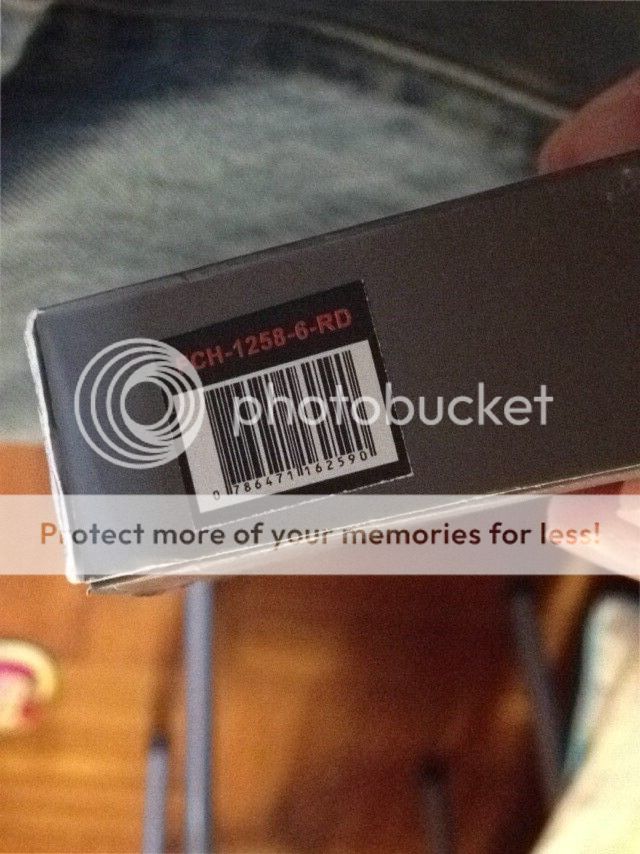 CH-1258-6-RD
photobucket
0 786471 162590
Protect more of your memories for less!